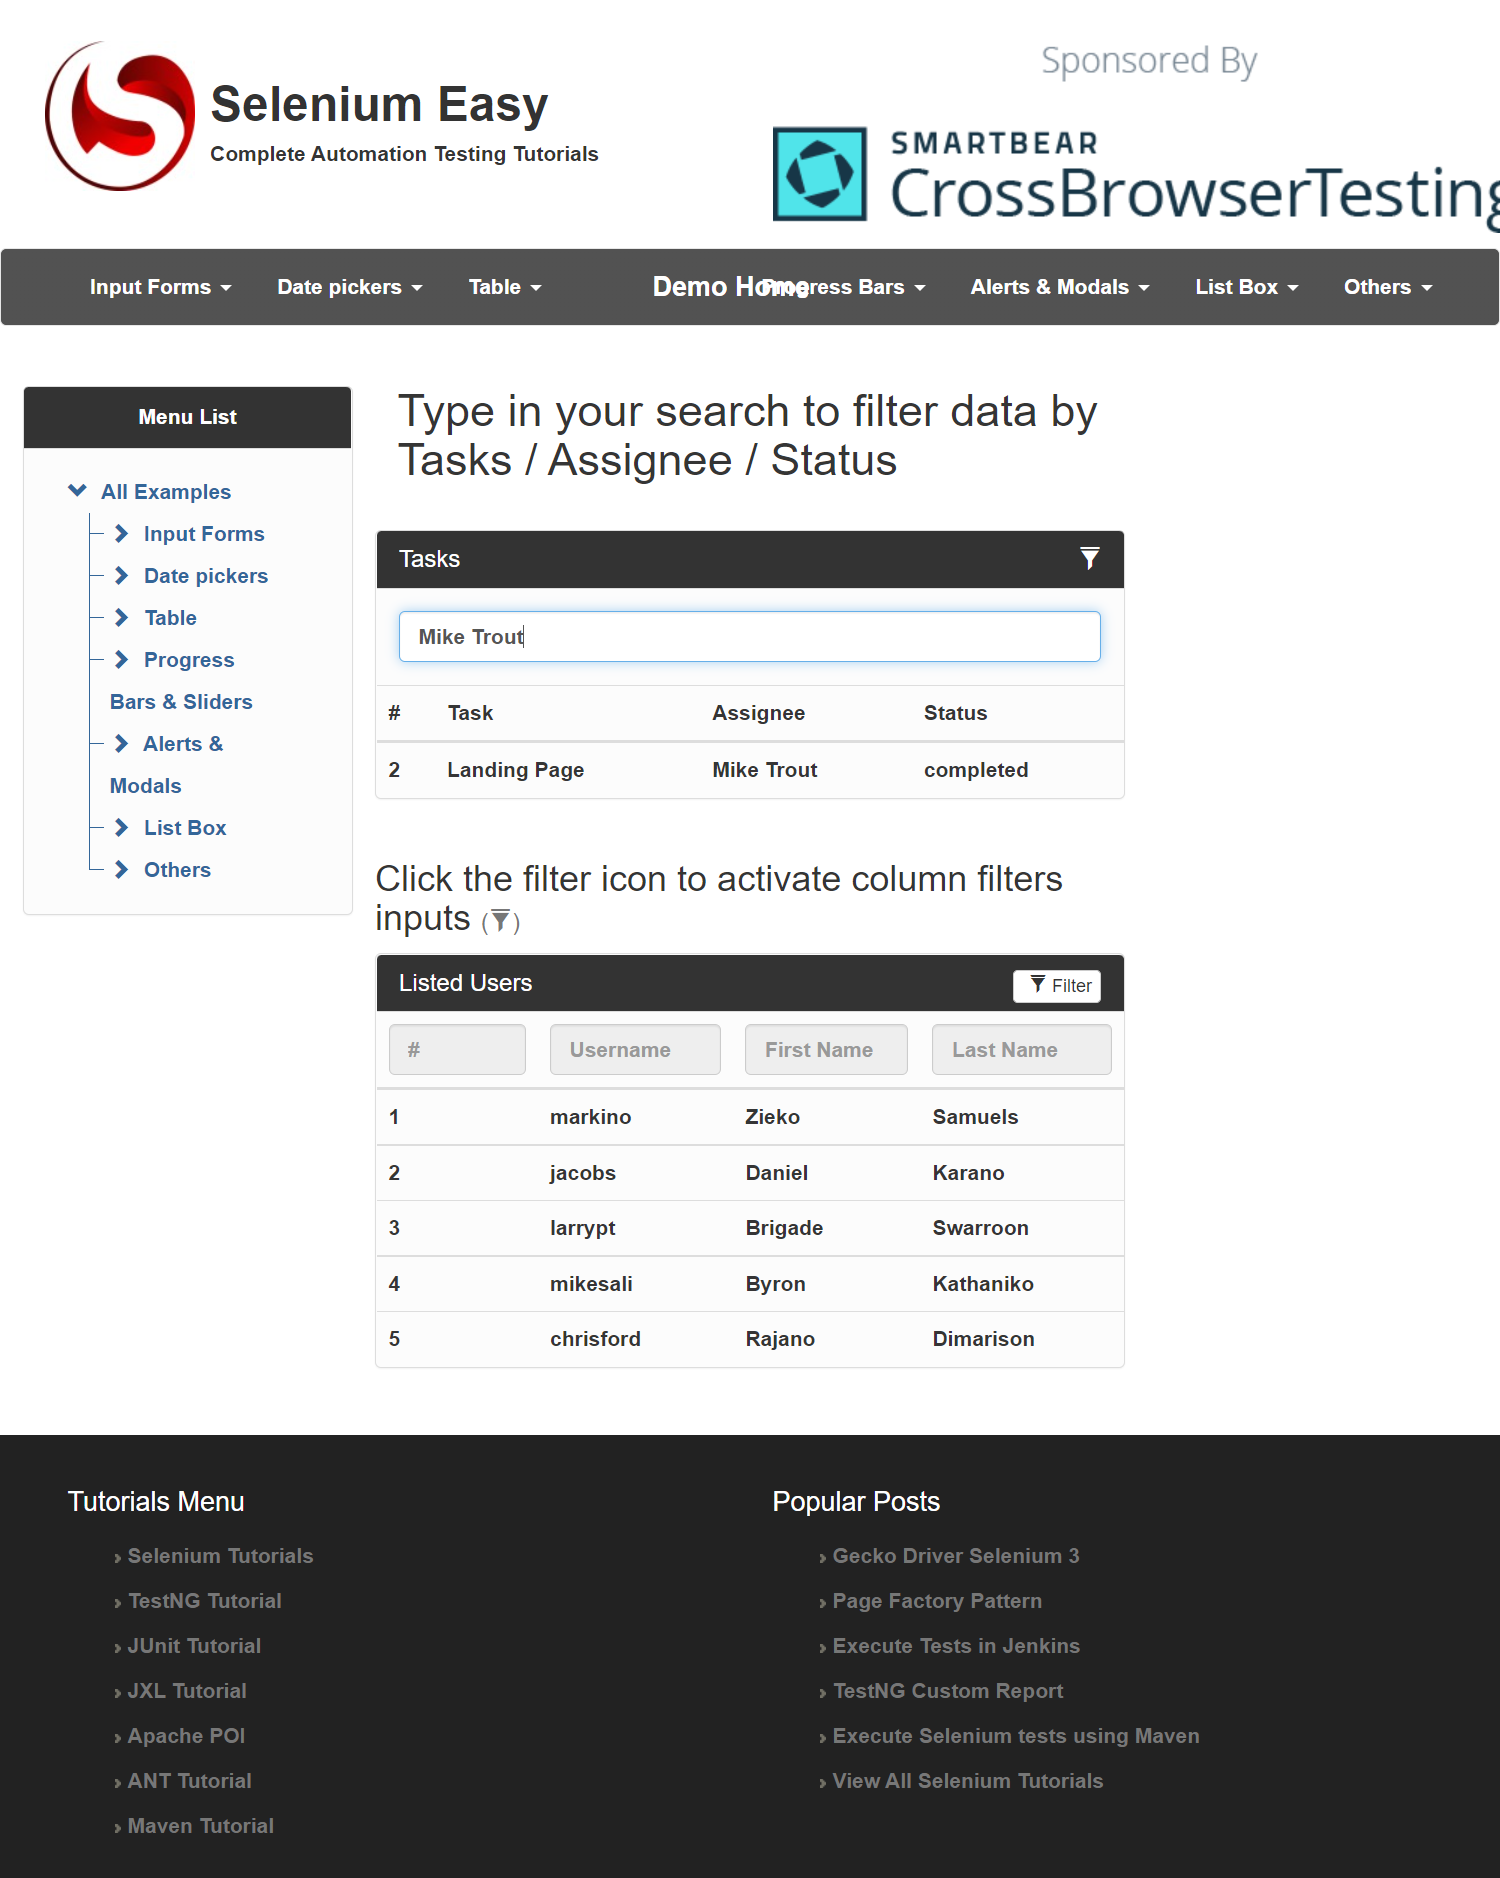 Sponsored By
Selenium Easy
Complete Automation Testing Tutorials
SMARTBEAR
CrossBrowserTesting
Input Forms Date pickers Table Demo Home Progress Bars Alerts & Modals List Box Others
Menu List
All Examples
Input Forms
Date pickers
Table
Progress
Bars & Sliders
Alerts &
Modals
List Box
Others
Type in your search to filter data by
Tasks / Assignee / Status
Tasks
Mike Trout
# Task Assignee Status
2 Landing Page Mike Trout completed
Click the filter icon to activate column filters
inputs ( )
Listed Users Filter
# Username First Name Last Name
1 markino Zieko Samuels
2 jacobs Daniel Karano
3 larrypt Brigade Swarroon
4 mikesali Byron Kathaniko
5 chrisford Rajano Dimarison
Tutorials Menu
› Selenium Tutorials
› TestNG Tutorial
› JUnit Tutorial
› JXL Tutorial
› Apache POI
› ANT Tutorial
› Maven Tutorial
Popular Posts
› Gecko Driver Selenium 3
› Page Factory Pattern
› Execute Tests in Jenkins
› TestNG Custom Report
› Execute Selenium tests using Maven
› View All Selenium Tutorials